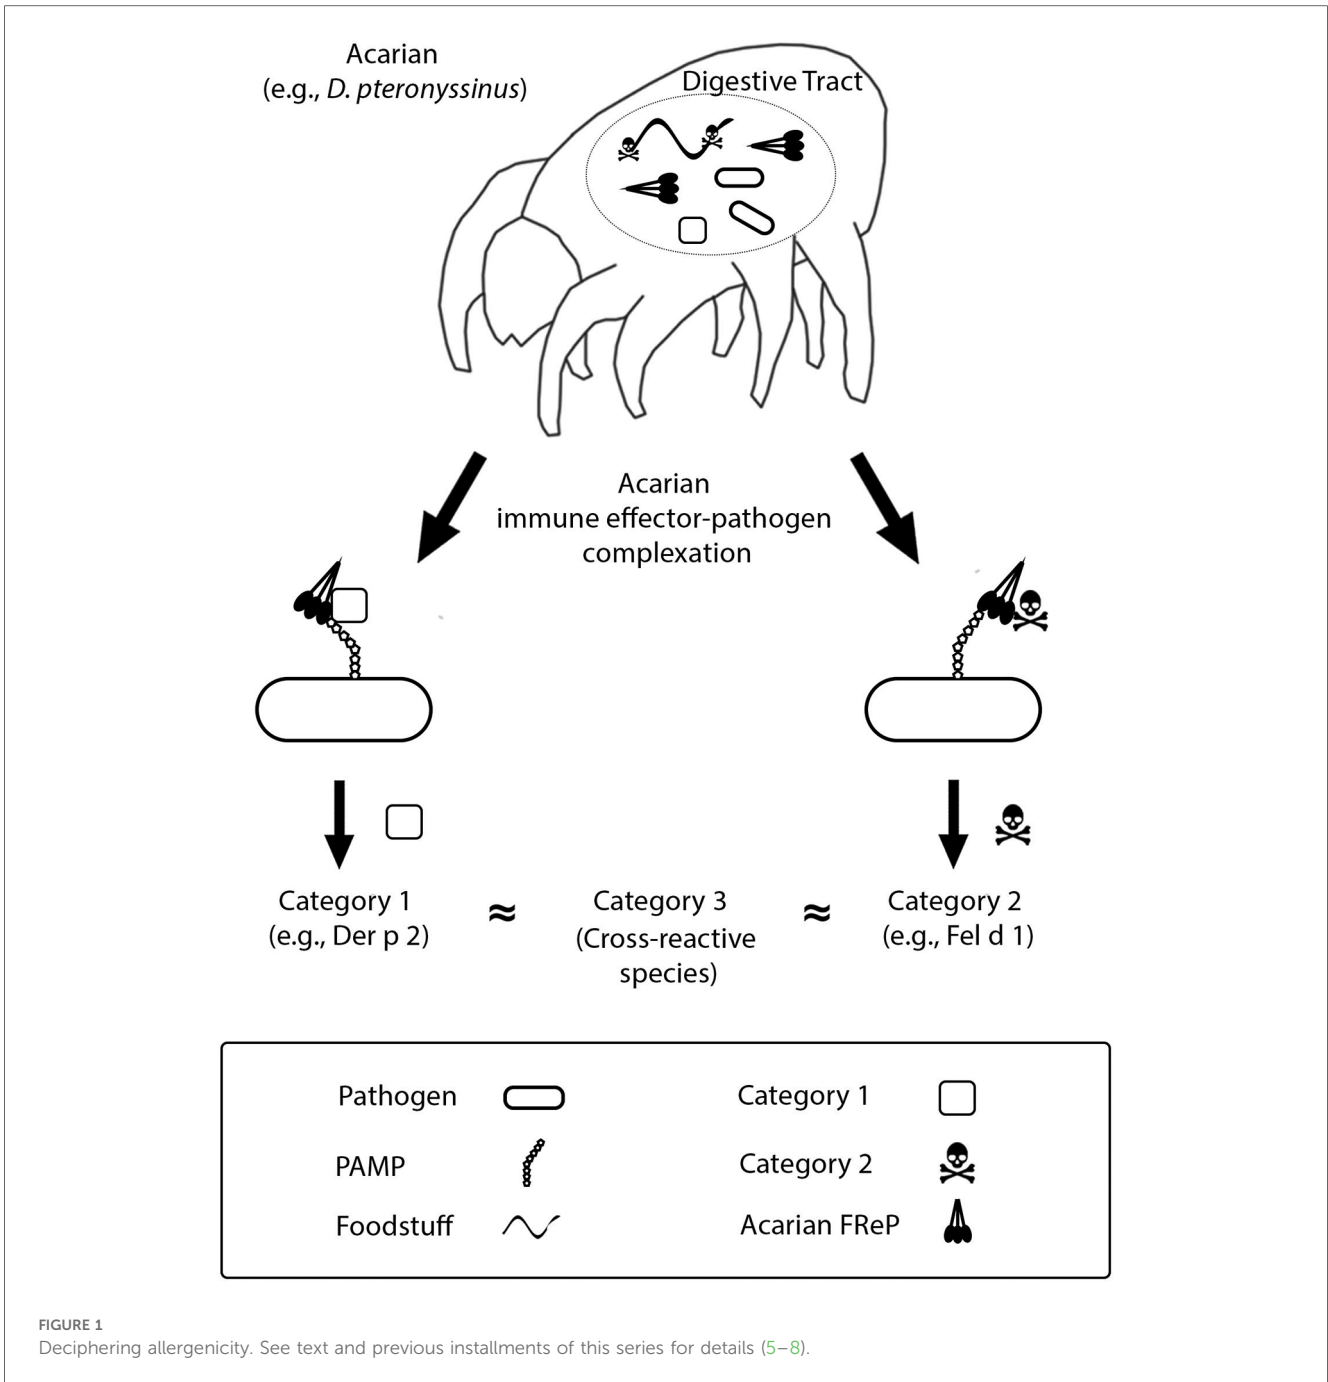 Acarian
(e.g., D. pteronyssinus)
Digestive Tract
Acarian
immune effector-pathogen
complexation
Category 1
(e.g., Der p 2)
≈
Category 3
(Cross-reactive
species)
≈
Category 2
(e.g., Fel d 1)
Pathogen
Category 1
PAMP
Category 2
Foodstuff
Acarian FReP
FIGURE 1
Deciphering allergenicity. See text and previous installments of this series for details (5–8).